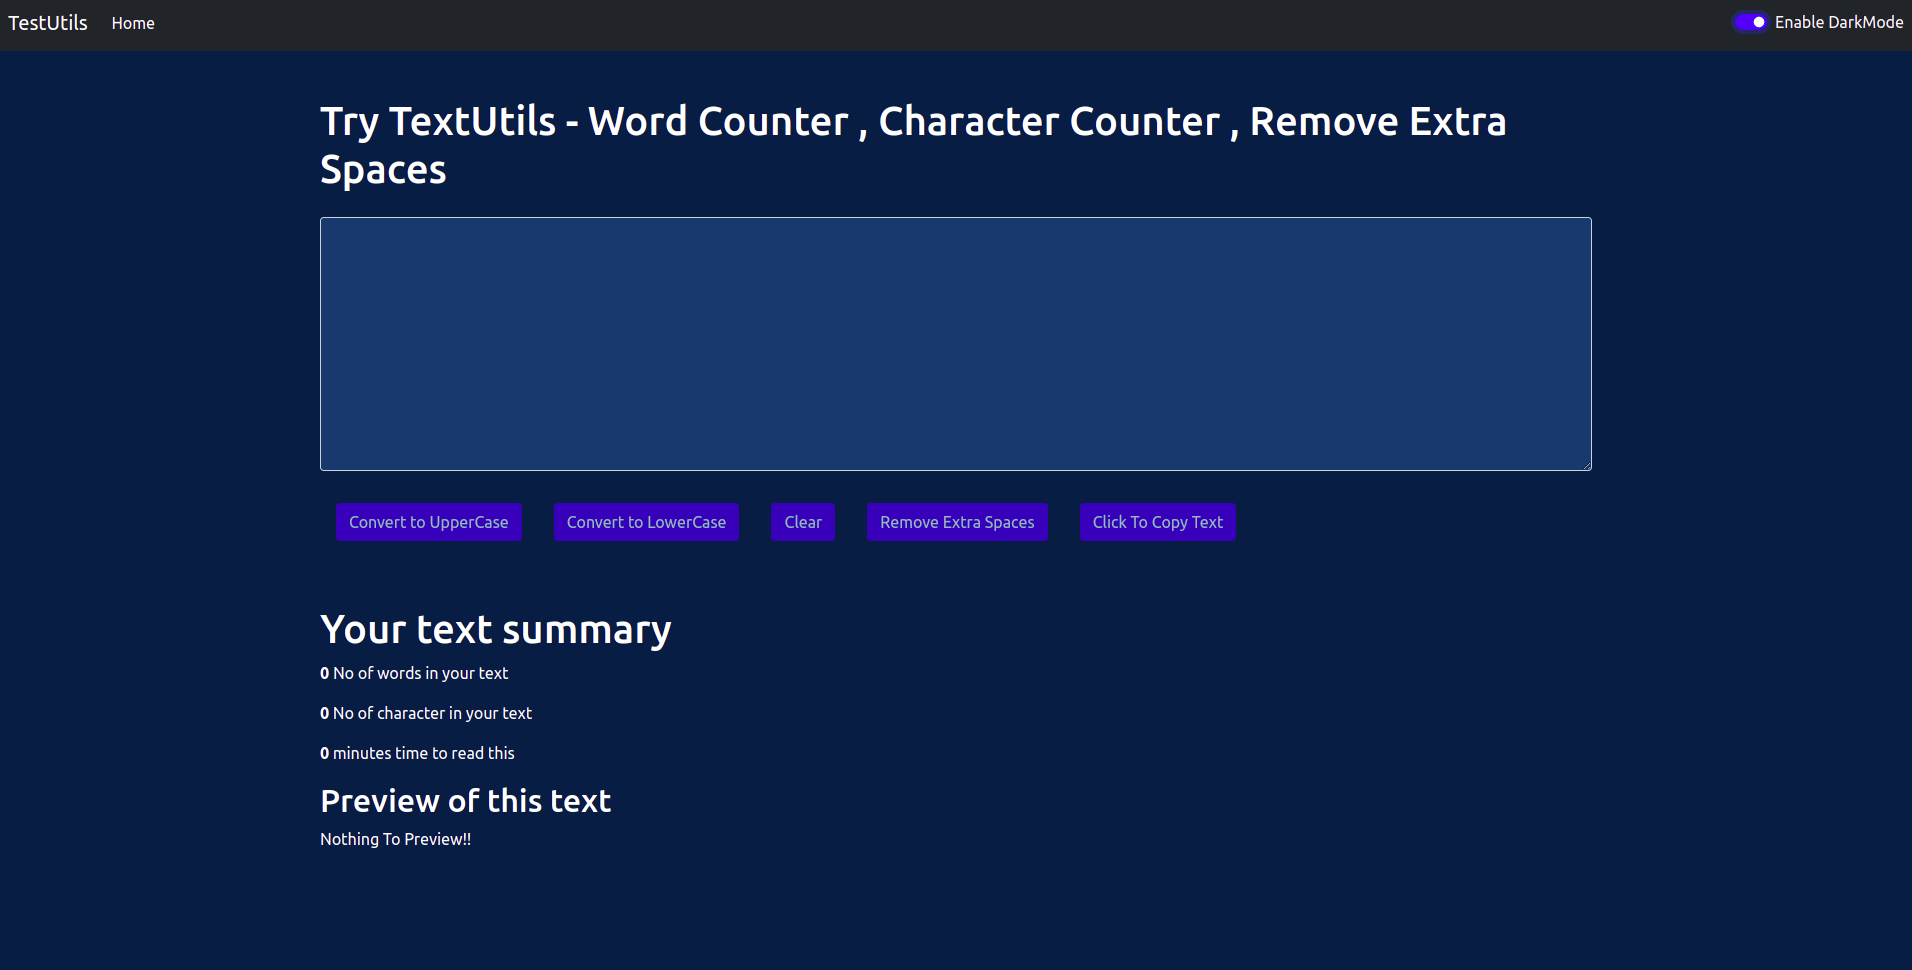 TestUtils Home Enable DarkMode
Try TextUtils - Word Counter , Character Counter , Remove Extra
Spaces
Convert to UpperCase Convert to LowerCase Clear Remove Extra Spaces Click To Copy Text
Your text summary
0 No of words in your text
0 No of character in your text
0 minutes time to read this
Preview of this text
Nothing To Preview!!